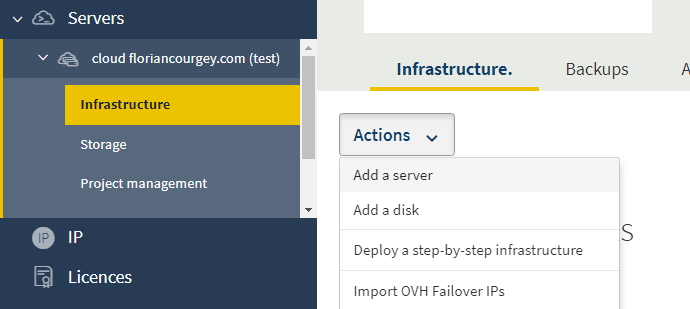 Servers
cloud floriancourgey.com (test)
Infrastructure
Storage
Project management
IP
IP
Licences
Infrastructure.
Backups
A
Actions
Add a server
Add a disk
Deploy a step-by-step infrastructure
Import OVH Failover IPs
s